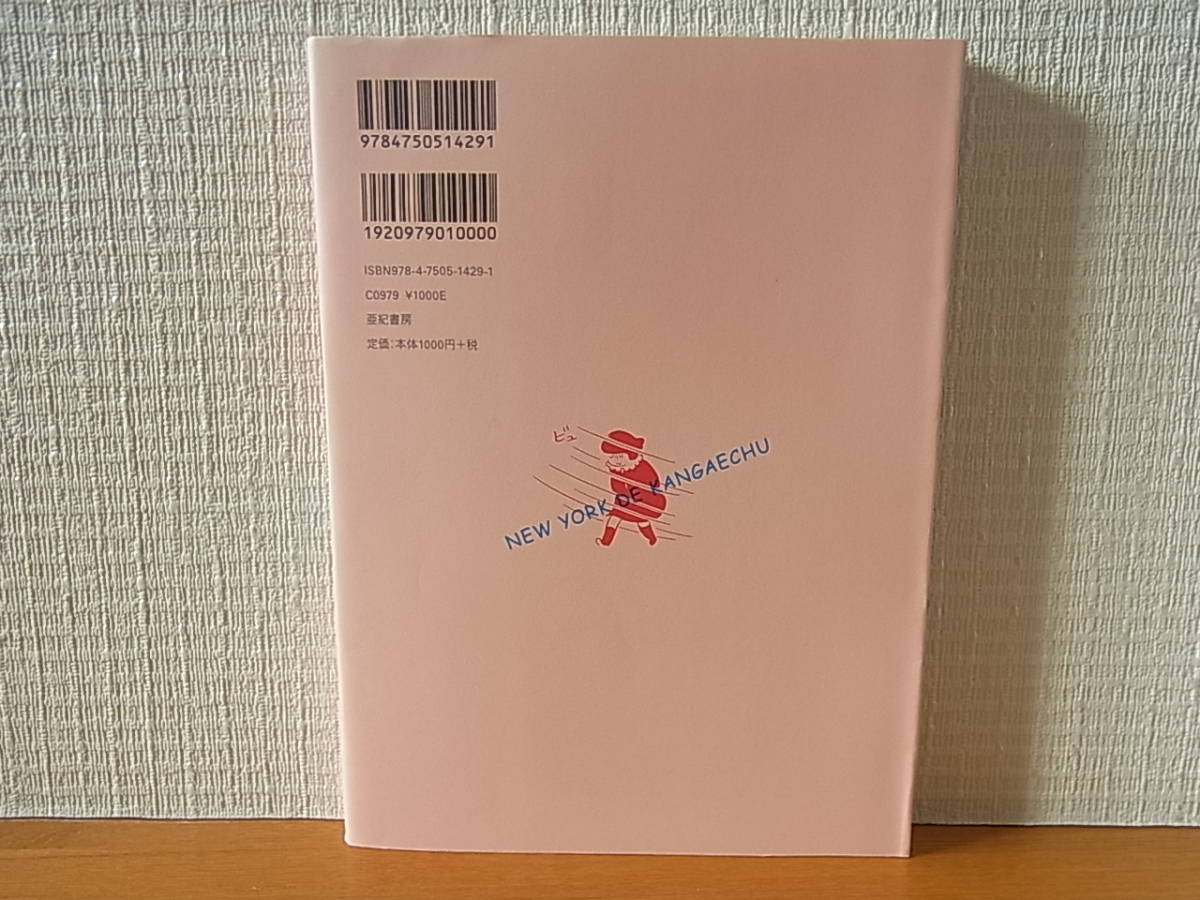 9784750514291
1920979010000
ISBN978-4-7505-1429-1
C0979 ¥1000E
亜紀書房
定価:本体1000円+税
ビュ
NEW YORK DE KANGAECHU